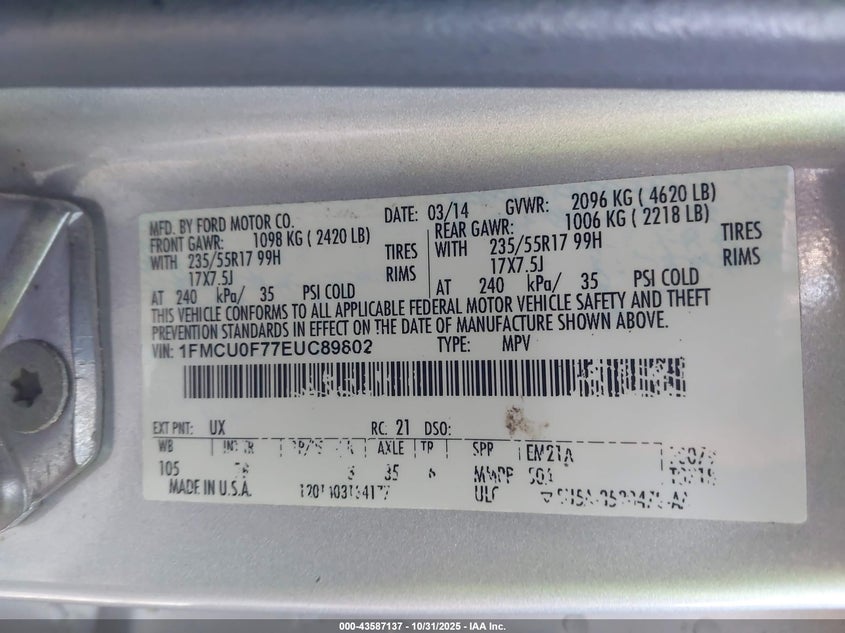 MFD. BY FORD MOTOR CO. DATE: 03/14 GVWR: 2096 KG ( 4620 LB)
FRONT GAWR: 1098 KG ( 2420 LB) REAR GAWR: 1006 KG ( 2218 LB)
WITH 235/55R17 99H TIRES WITH 235/55R17 99H TIRES
17X7.5J RIMS 17X7.5J RIMS
AT 240 kPa/ 35 PSI COLD AT 240 kPa/ 35 PSI COLD
THIS VEHICLE CONFORMS TO ALL APPLICABLE FEDERAL MOTOR VEHICLE SAFETY AND THEFT
PREVENTION STANDARDS IN EFFECT ON THE DATE OF MANUFACTURE SHOWN ABOVE.
VIN: 1FMCU0F77EUC89802 TYPE: MPV
EXT PNT: UX RC: 21 DSO:
WB AXLE TP SPP EM21A
105 35
MADE IN U.S.A. ULC
000-43587137 - 10/31/2025 - IAA Inc.